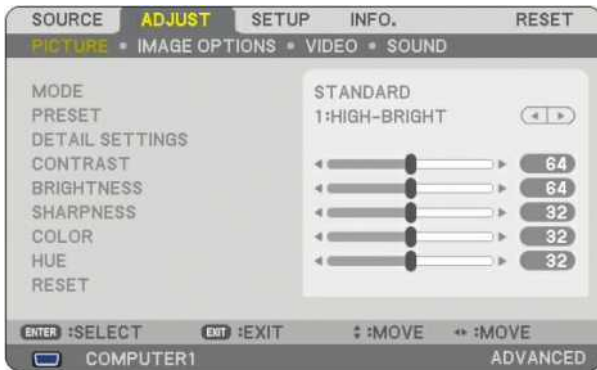 SOURCE ADJUST SETUP INFO. RESET
PICTURE • IMAGE OPTIONS • VIDEO • SOUND
MODE STANDARD
PRESET 1:HIGH-BRIGHT
DETAIL SETTINGS
CONTRAST 64
BRIGHTNESS 64
SHARPNESS 32
COLOR 32
HUE 32
RESET
ENTER :SELECT EXIT :EXIT :MOVE :MOVE
COMPUTER1 ADVANCED